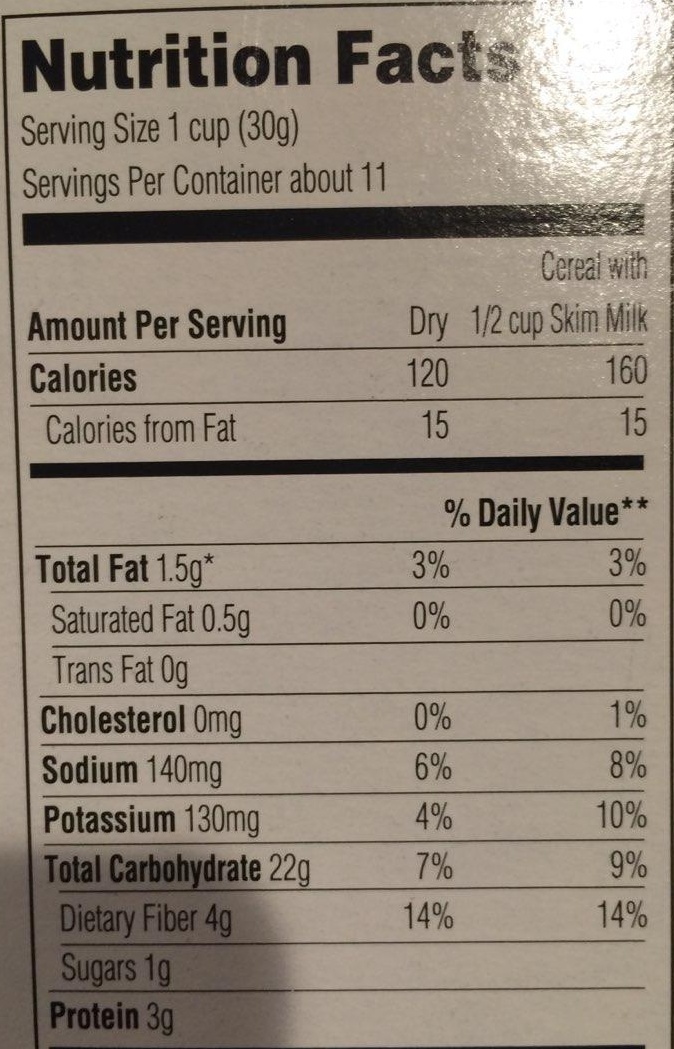 Nutrition Facts
Serving Size 1 cup (30g)
Servings Per Container about 11
Cereal with
Amount Per Serving Dry 1/2 cup Skim Milk
Calories 120 160
Calories from Fat 15 15
% Daily Value**
Total Fat 1.5g* 3% 3%
Saturated Fat 0.5g 0% 0%
Trans Fat 0g
Cholesterol 0mg 0% 1%
Sodium 140mg 6% 8%
Potassium 130mg 4% 10%
Total Carbohydrate 22g 7% 9%
Dietary Fiber 4g 14% 14%
Sugars 1g
Protein 3g